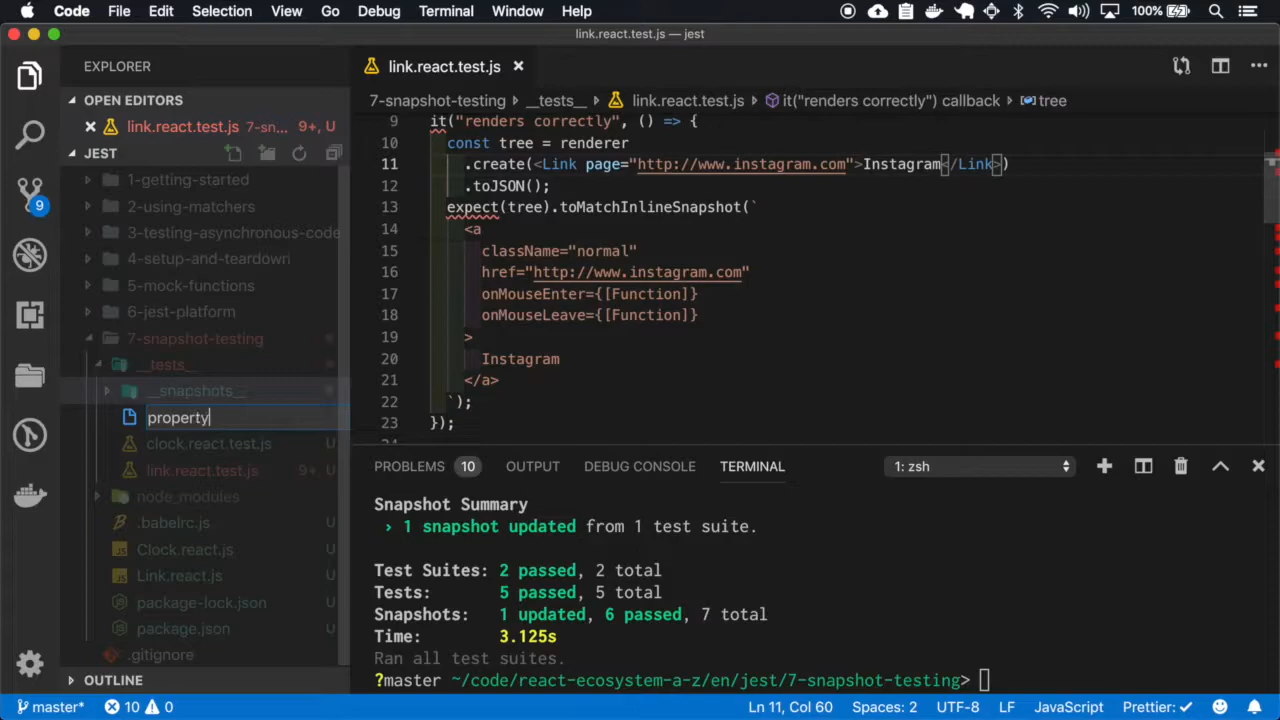 Code File Edit Selection View Go Debug Terminal Window Help 100%
link.react.test.js — jest
EXPLORER
OPEN EDITORS
link.react.test.js 7-sn... 9+, U
JEST
1-getting-started
2-using-matchers
3-testing-asynchronous-code
4-setup-and-teardown
5-mock-functions
6-jest-platform
7-snapshot-testing
__tests__
__snapshots__
property
clock.react.test.js U
link.react.test.js 9+, U
node_modules
.babelrc.js U
Clock.react.js U
Link.react.js U
package-lock.json U
package.json U
.gitignore
OUTLINE
9
link.react.test.js
7-snapshot-testing › __tests__ › link.react.test.js › it("renders correctly") callback › tree
9 it("renders correctly", () => {
10 const tree = renderer
11 .create(<Link page="http://www.instagram.com">Instagram</Link>)
12 .toJSON();
13 expect(tree).toMatchInlineSnapshot(`
14 <a
15 className="normal"
16 href="http://www.instagram.com"
17 onMouseEnter={[Function]}
18 onMouseLeave={[Function]}
19 >
20 Instagram
21 </a>
22 `);
23 });
PROBLEMS 10 OUTPUT DEBUG CONSOLE TERMINAL 1: zsh
Snapshot Summary
› 1 snapshot updated from 1 test suite.
Test Suites: 2 passed, 2 total
Tests: 5 passed, 5 total
Snapshots: 1 updated, 6 passed, 7 total
Time: 3.125s
Ran all test suites.
?master ~/code/react-ecosystem-a-z/en/jest/7-snapshot-testing>
master* 10 0 Ln 11, Col 60 Spaces: 2 UTF-8 LF JavaScript Prettier: ✓